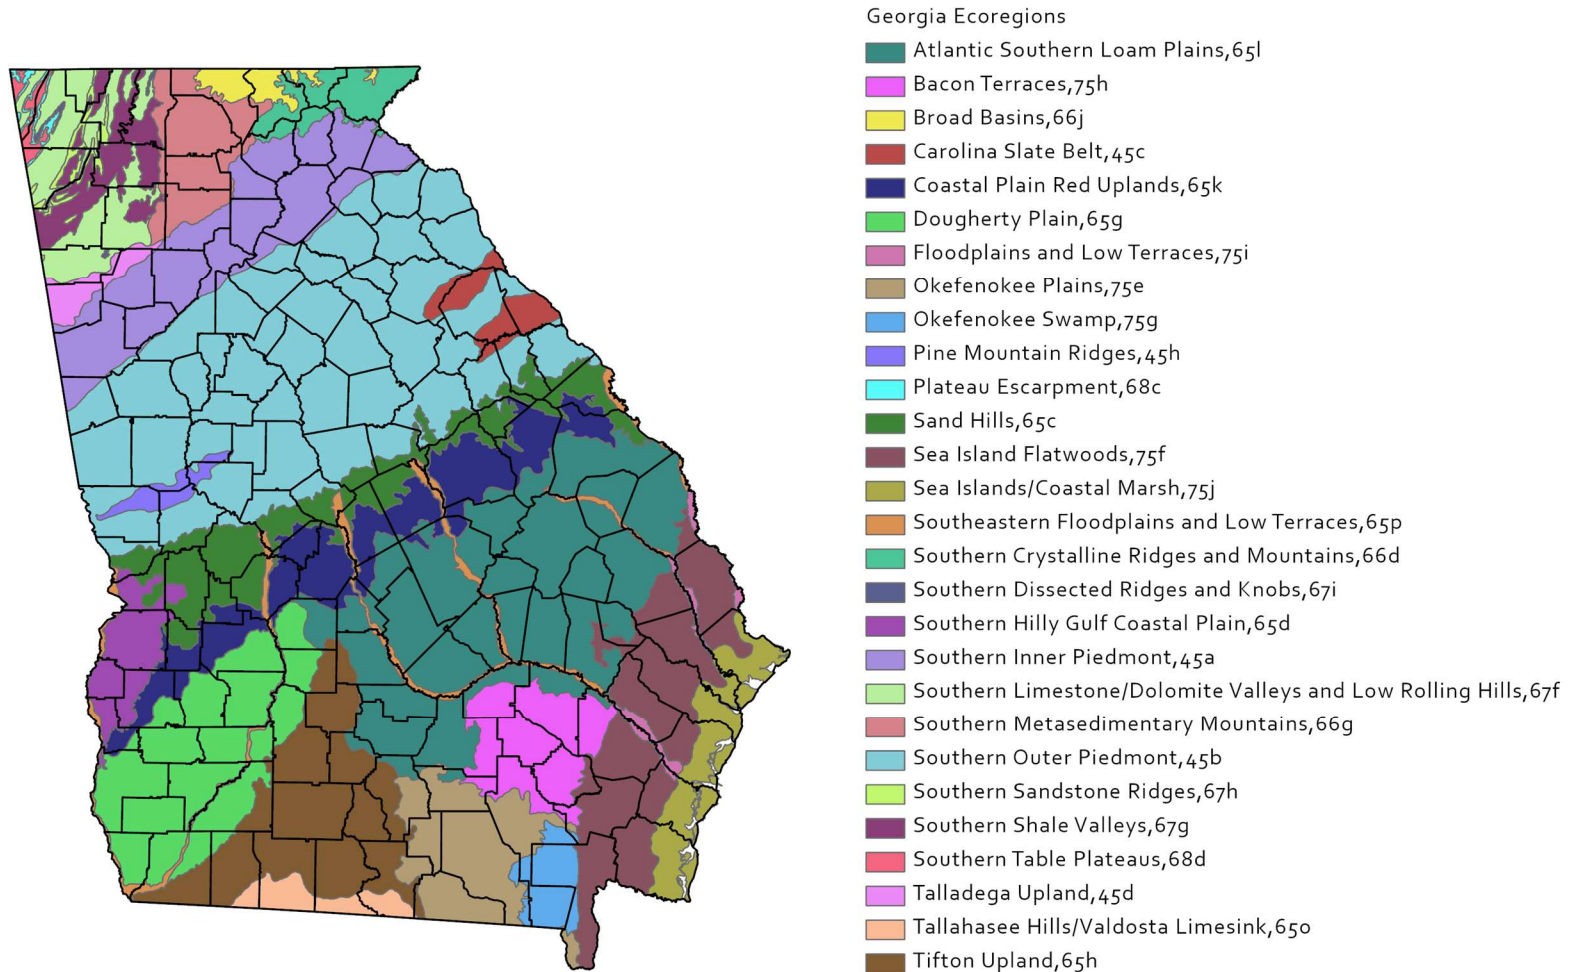 Georgia Ecoregions
Atlantic Southern Loam Plains,65l
Bacon Terraces,75h
Broad Basins,66j
Carolina Slate Belt,45c
Coastal Plain Red Uplands,65k
Dougherty Plain,65g
Floodplains and Low Terraces,75i
Okefenokee Plains,75e
Okefenokee Swamp,75g
Pine Mountain Ridges,45h
Plateau Escarpment,68c
Sand Hills,65c
Sea Island Flatwoods,75f
Sea Islands/Coastal Marsh,75j
Southeastern Floodplains and Low Terraces,65p
Southern Crystalline Ridges and Mountains,66d
Southern Dissected Ridges and Knobs,67i
Southern Hilly Gulf Coastal Plain,65d
Southern Inner Piedmont,45a
Southern Limestone/Dolomite Valleys and Low Rolling Hills,67f
Southern Metasedimentary Mountains,66g
Southern Outer Piedmont,45b
Southern Sandstone Ridges,67h
Southern Shale Valleys,67g
Southern Table Plateaus,68d
Talladega Upland,45d
Tallahasee Hills/Valdosta Limesink,65o
Tifton Upland,65h